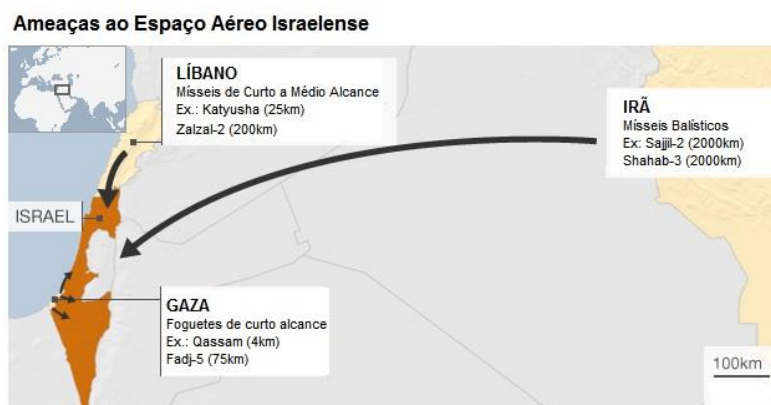 Ameaças ao Espaço Aéreo Israelense
LÍBANO
Mísseis de Curto a Médio Alcance
Ex.: Katyusha (25km)
Zalzal-2 (200km)
IRÃ
Mísseis Balísticos
Ex: Sajjil-2 (2000km)
Shahab-3 (2000km)
ISRAEL
GAZA
Foguetes de curto alcance
Ex.: Qassam (4km)
Fadj-5 (75km)
100km